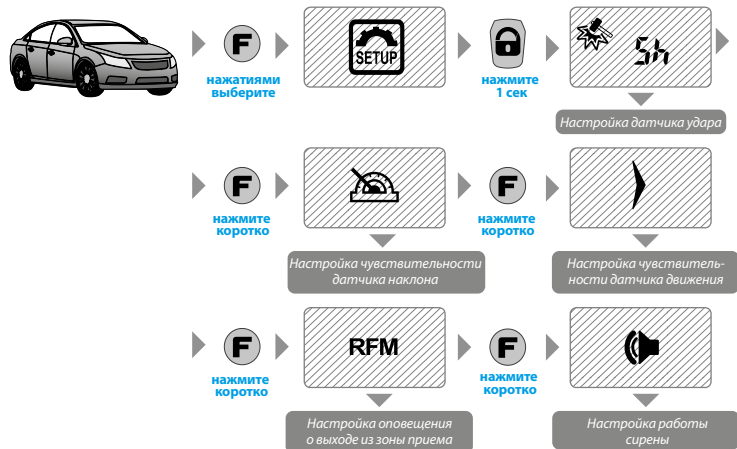 F
SETUP
Sh
нажатиями
выберите
нажмите
1 сек
Настройка датчика удара
F
F
нажмите
коротко
нажмите
коротко
Настройка чувствительности
датчика наклона
Настройка чувствитель-
ности датчика движения
F
RFM
F
нажмите
коротко
нажмите
коротко
Настройка оповещения
о выходе из зоны приема
Настройка работы
сирены